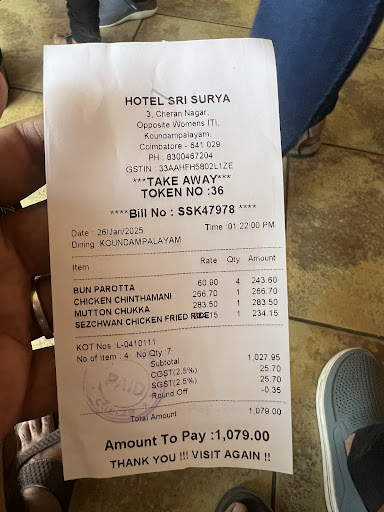 HOTEL SRI SURYA
3, Cheran Nagar,
Opposite Womens ITI,
Koundampalayam,
Coimbatore - 641 029
PH : 8300467204
GSTIN : 33AAHFH5802L1ZE
***TAKE AWAY***
TOKEN NO :36
****Bill No : SSK47978 ****
Date : 26/Jan/2025 Time :01:22:00 PM
Dining: KOUNDAMPALAYAM
Item Rate Qty Amount
BUN PAROTTA 60.90 4 243.60
CHICKEN CHINTHAMANI 266.70 1 266.70
MUTTON CHUKKA 283.50 1 283.50
SEZCHWAN CHICKEN FRIED RICE 1 234.15
KOT Nos :L-0410111
No of item : 4 No Qty :7
Subtotal 1,027.95
CGST(2.5%) 25.70
SGST(2.5%) 25.70
Round Off -0.35
PAID
Total Amount 1,079.00
Amount To Pay :1,079.00
THANK YOU !!! VISIT AGAIN !!